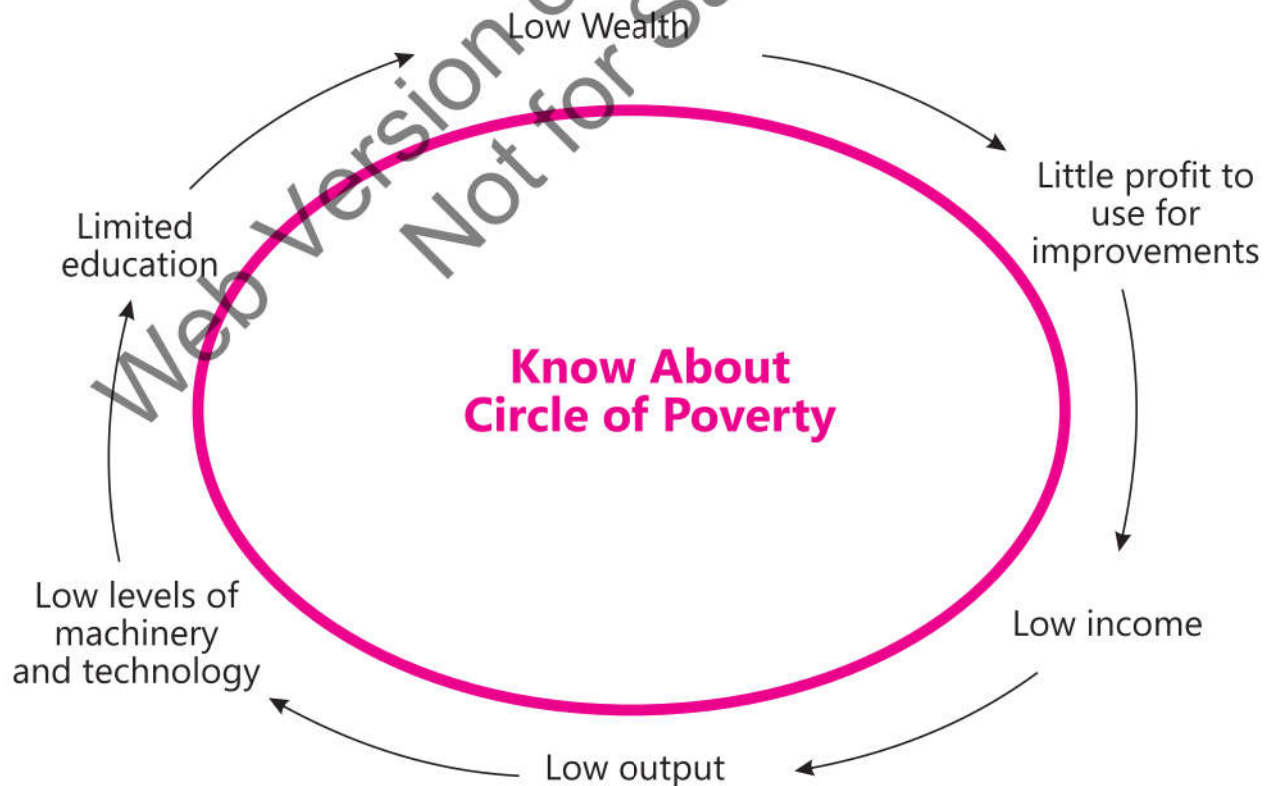 Low Wealth
Little profit to
use for
improvements
Low income
Low output
Low levels of
machinery
and technology
Limited
education
Know About
Circle of Poverty
Web Version
Not for